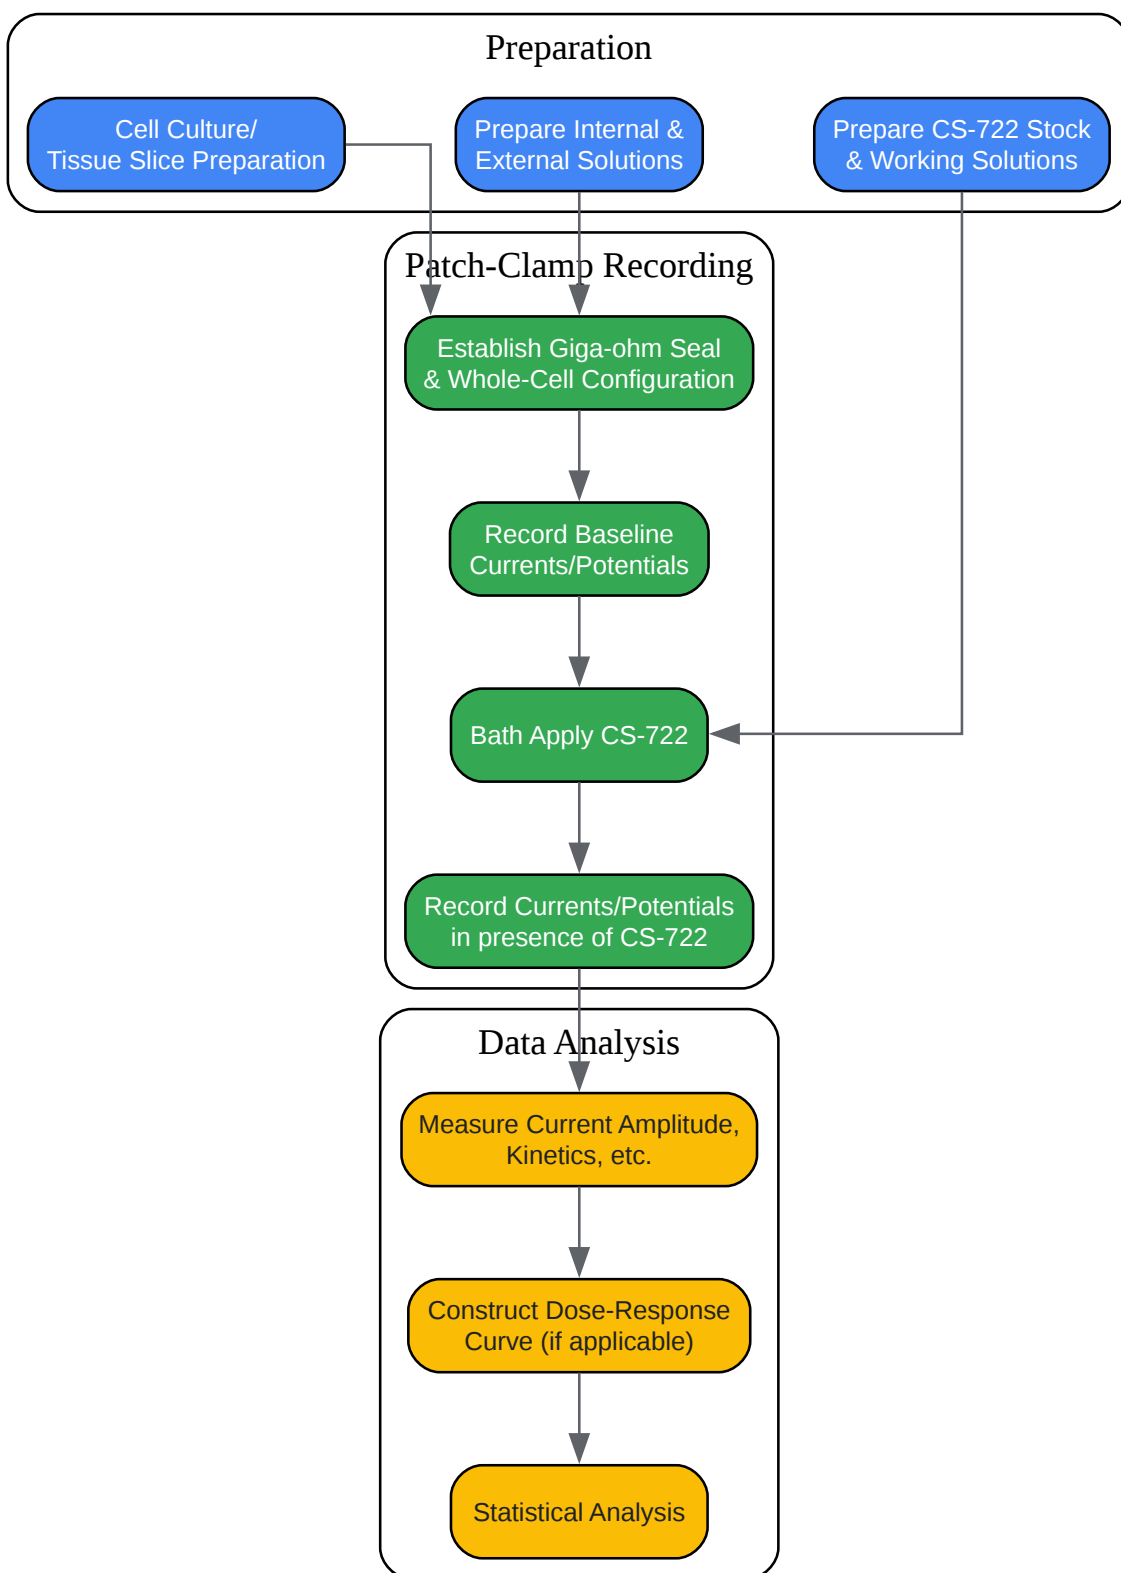 Preparation
Cell Culture/
Tissue Slice Preparation
Prepare Internal &
External Solutions
Prepare CS-722 Stock
& Working Solutions
Patch-Clamp Recording
Establish Giga-ohm Seal
& Whole-Cell Configuration
Record Baseline
Currents/Potentials
Bath Apply CS-722
Record Currents/Potentials
in presence of CS-722
Data Analysis
Measure Current Amplitude,
Kinetics, etc.
Construct Dose-Response
Curve (if applicable)
Statistical Analysis